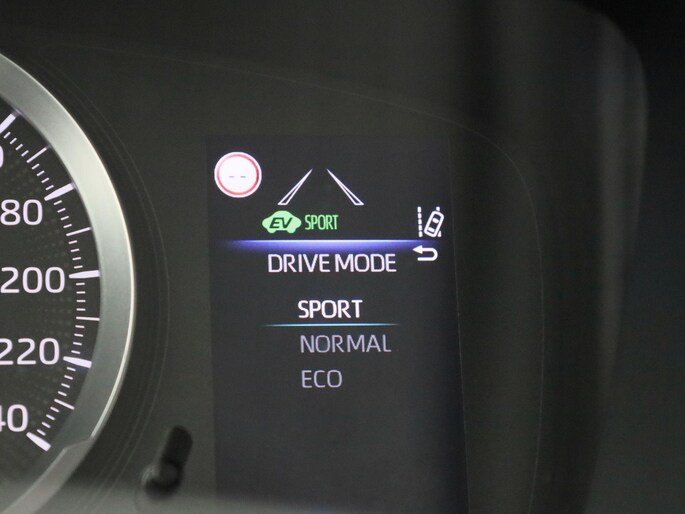 --
80
200
220
40
EV SPORT
DRIVE MODE
SPORT
NORMAL
ECO